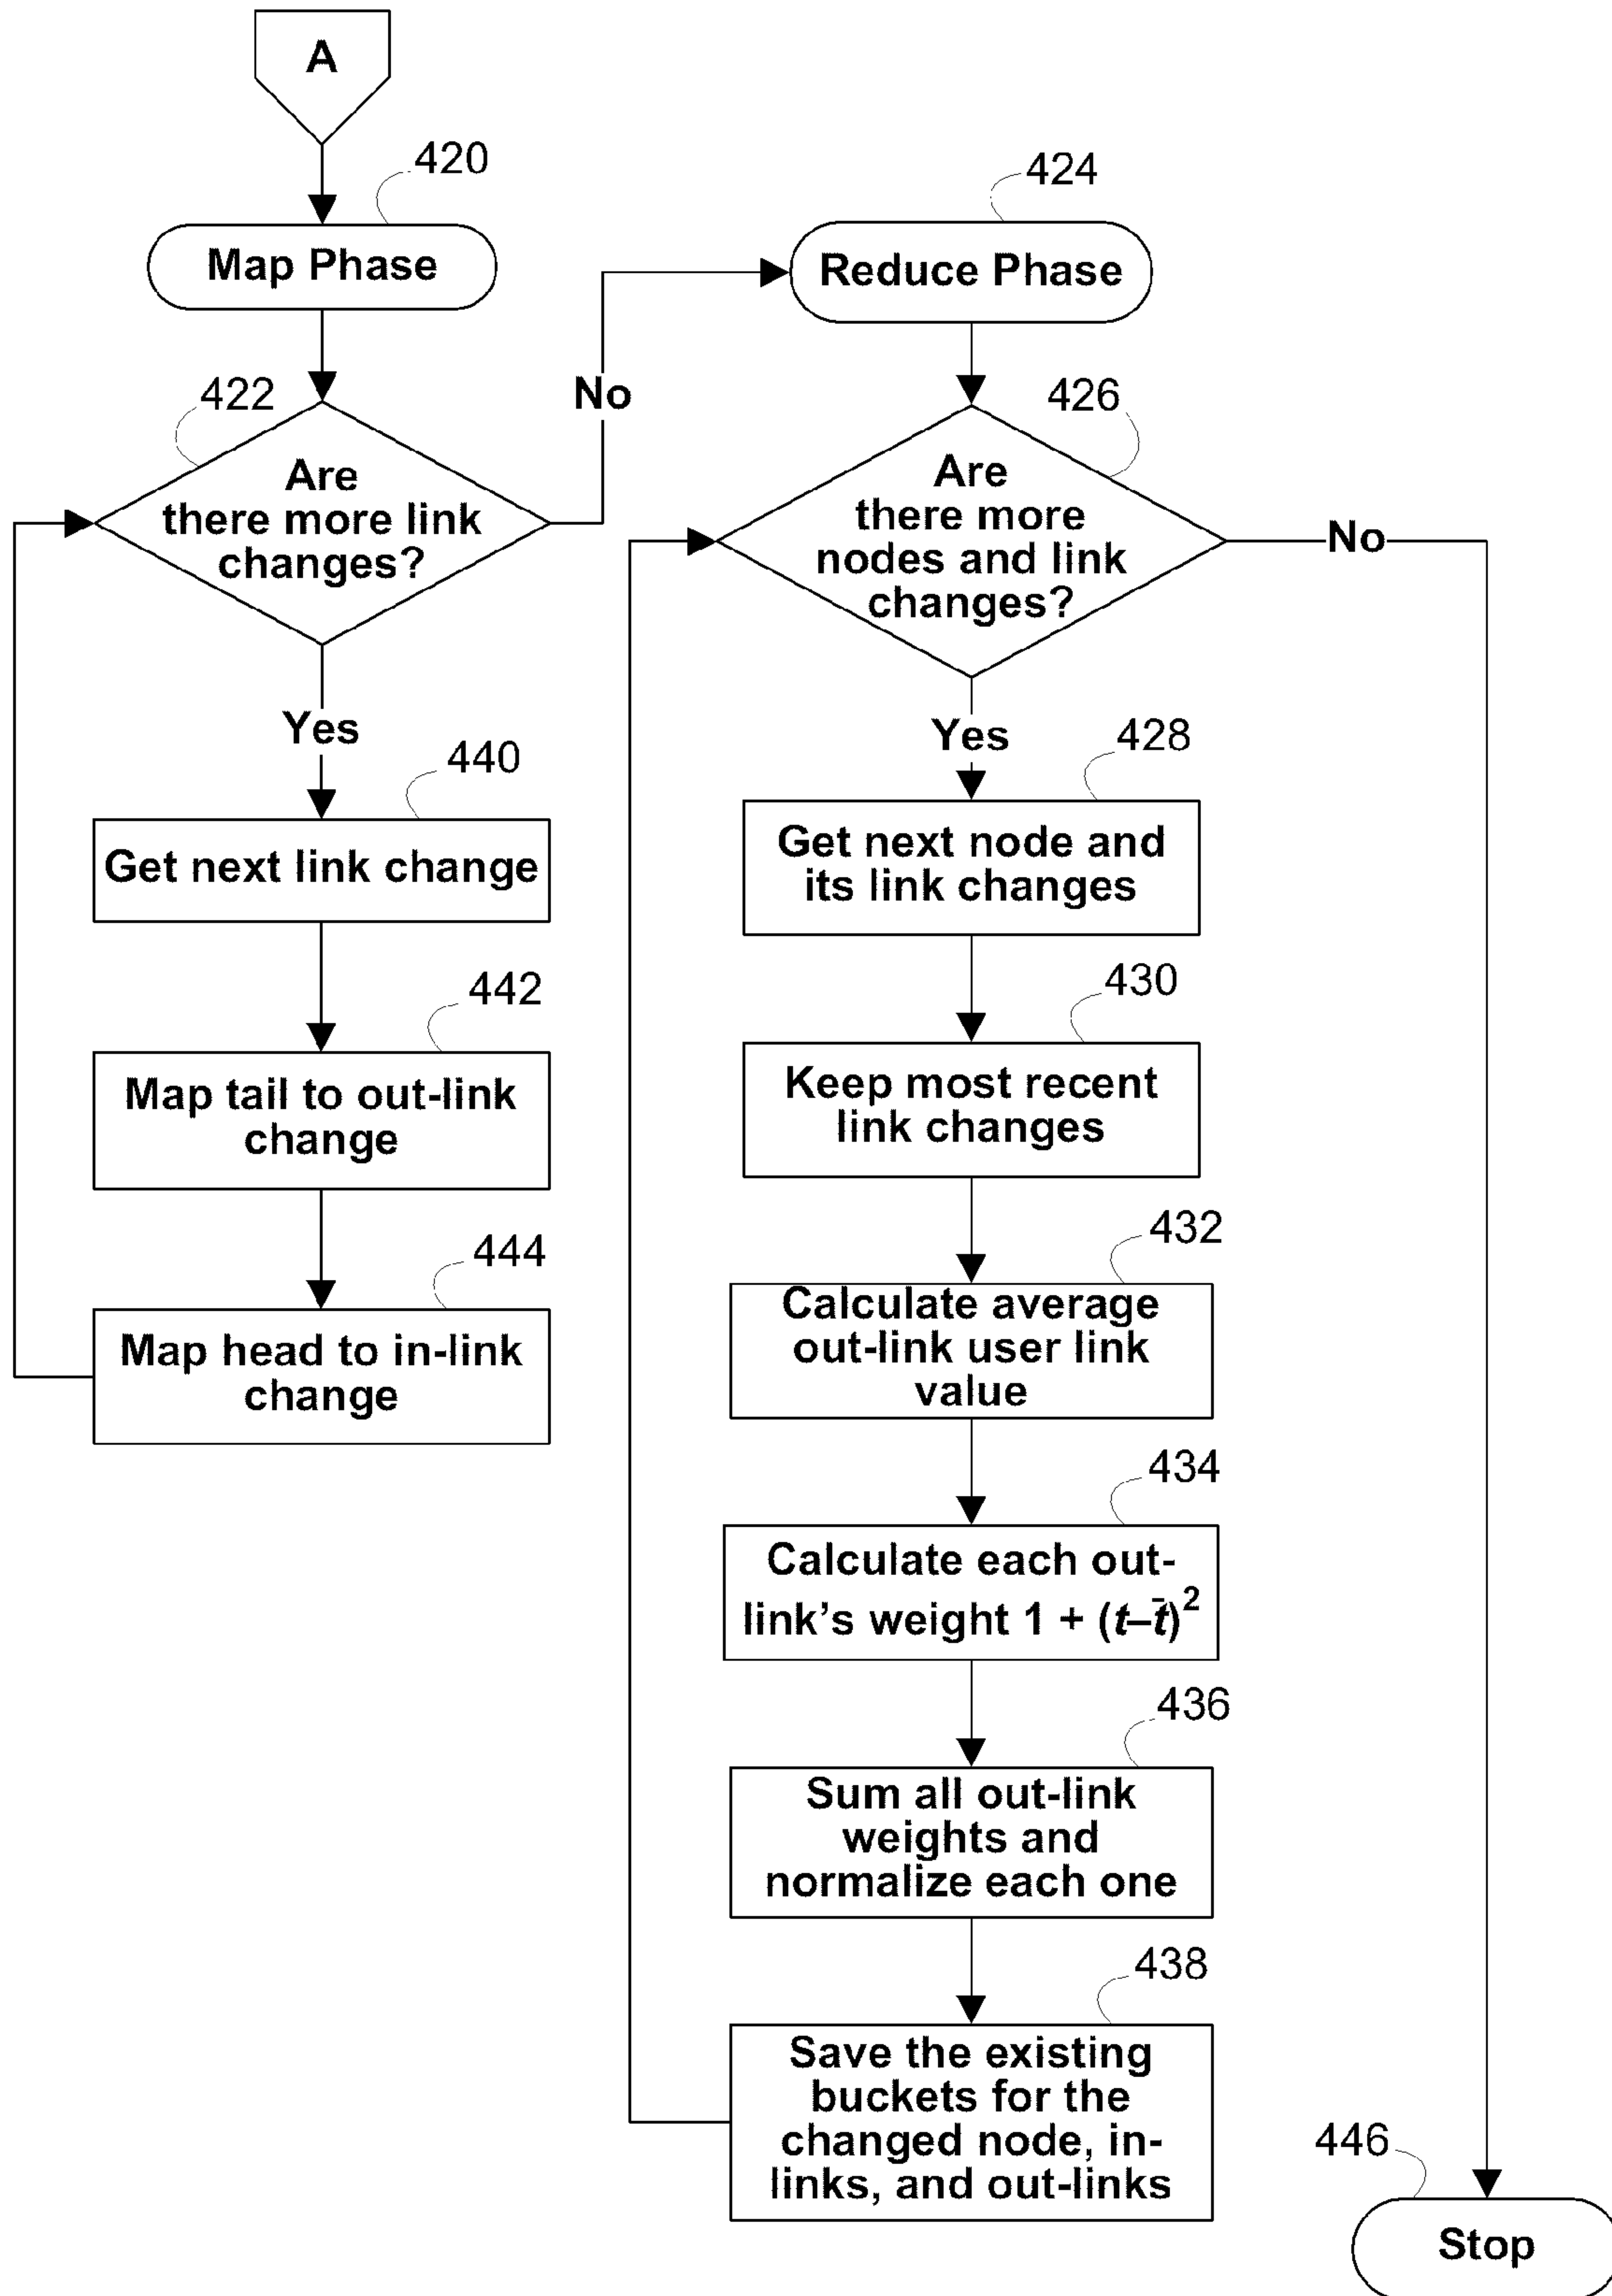 A
420
Map Phase
422
Are
there more link
changes?
No
Yes
440
Get next link change
442
Map tail to out-link
change
444
Map head to in-link
change
424
Reduce Phase
426
Are
there more
nodes and link
changes?
No
Yes
428
Get next node and
its link changes
430
Keep most recent
link changes
432
Calculate average
out-link user link
value
434
Calculate each out-
link’s weight 1 + (t–t̄)²
436
Sum all out-link
weights and
normalize each one
438
Save the existing
buckets for the
changed node, in-
links, and out-links
446
Stop